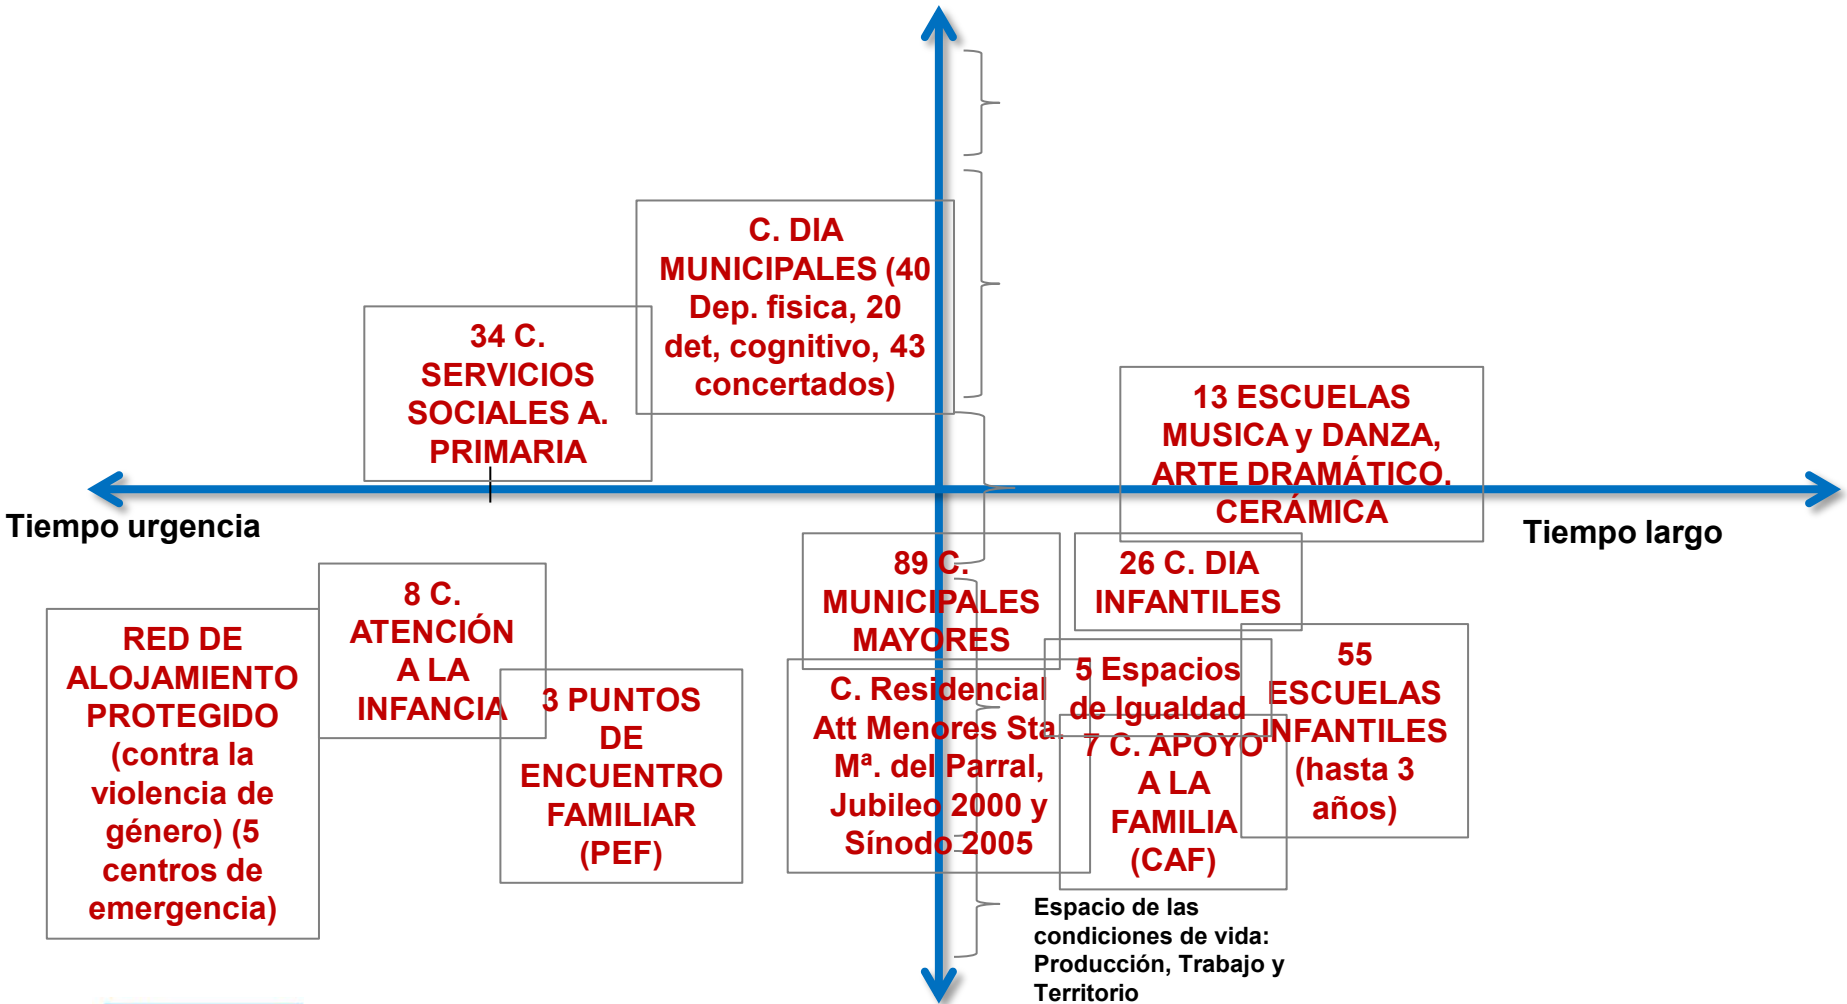 C. DIA
MUNICIPALES (40
Dep. fisica, 20
det, cognitivo, 43
concertados)
34 C.
SERVICIOS
SOCIALES A.
PRIMARIA
13 ESCUELAS
MUSICA y DANZA,
ARTE DRAMÁTICO.
CERÁMICA
Tiempo urgencia
Tiempo largo
89 C.
MUNICIPALES
MAYORES
26 C. DIA
INFANTILES
8 C.
ATENCIÓN
A LA
INFANCIA
RED DE
ALOJAMIENTO
PROTEGIDO
(contra la
violencia de
género) (5
centros de
emergencia)
3 PUNTOS
DE
ENCUENTRO
FAMILIAR
(PEF)
C. Residencial
Att Menores Sta.
Mª. del Parral,
Jubileo 2000 y
Sínodo 2005
5 Espacios
de Igualdad
7 C. APOYO
A LA
FAMILIA
(CAF)
55
ESCUELAS
INFANTILES
(hasta 3
años)
Espacio de las
condiciones de vida:
Producción, Trabajo y
Territorio